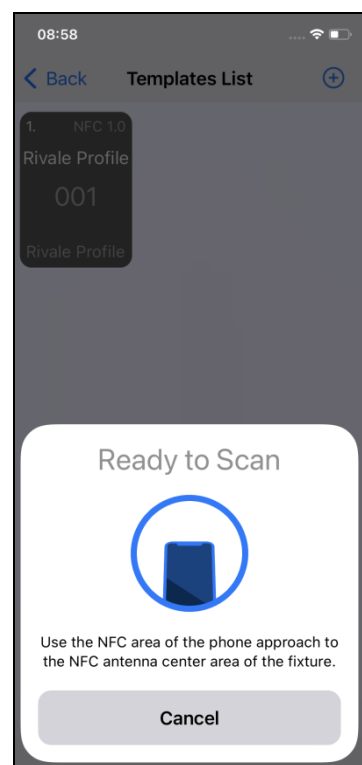 08:58
Back Templates List
1. NFC 1.0
Rivale Profile
001
Rivale Profile
Ready to Scan
Use the NFC area of the phone approach to
the NFC antenna center area of the fixture.
Cancel